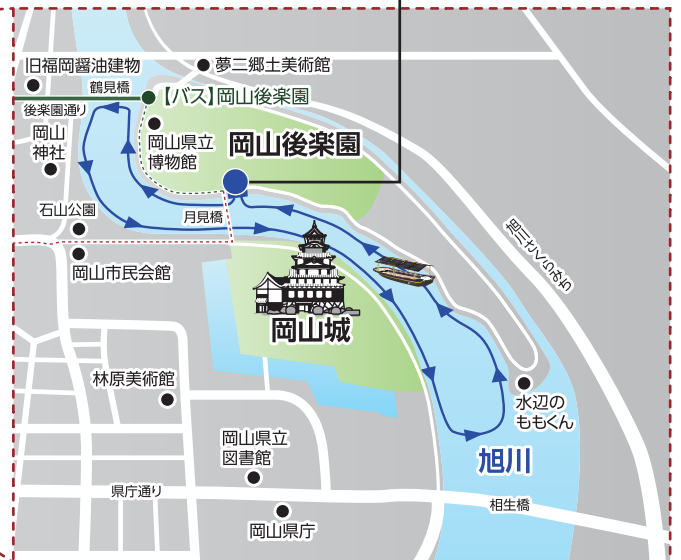 旧福岡醤油建物
夢二郷土美術館
鶴見橋
【バス】岡山後楽園
後楽園通り
岡山
神社
岡山県立
博物館
岡山後楽園
石山公園
月見橋
旭川さくらみち
岡山市民会館
岡山城
林原美術館
水辺の
ももくん
岡山県立
図書館
旭川
県庁通り
相生橋
岡山県庁